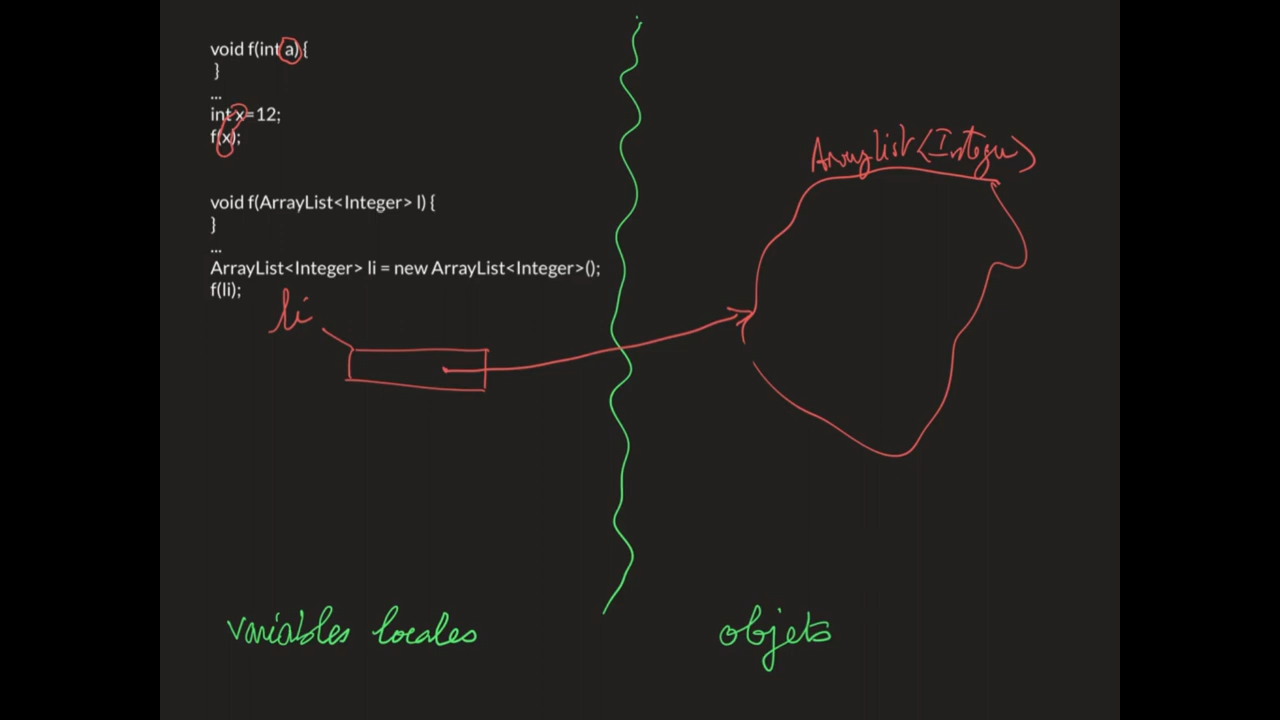 void f(int a) {
}
...
int x=12;
f(x);
void f(ArrayList<Integer> l) {
}
...
ArrayList<Integer> li = new ArrayList<Integer>();
f(li);
li
ArrayList<Integer>
variables locales
objets